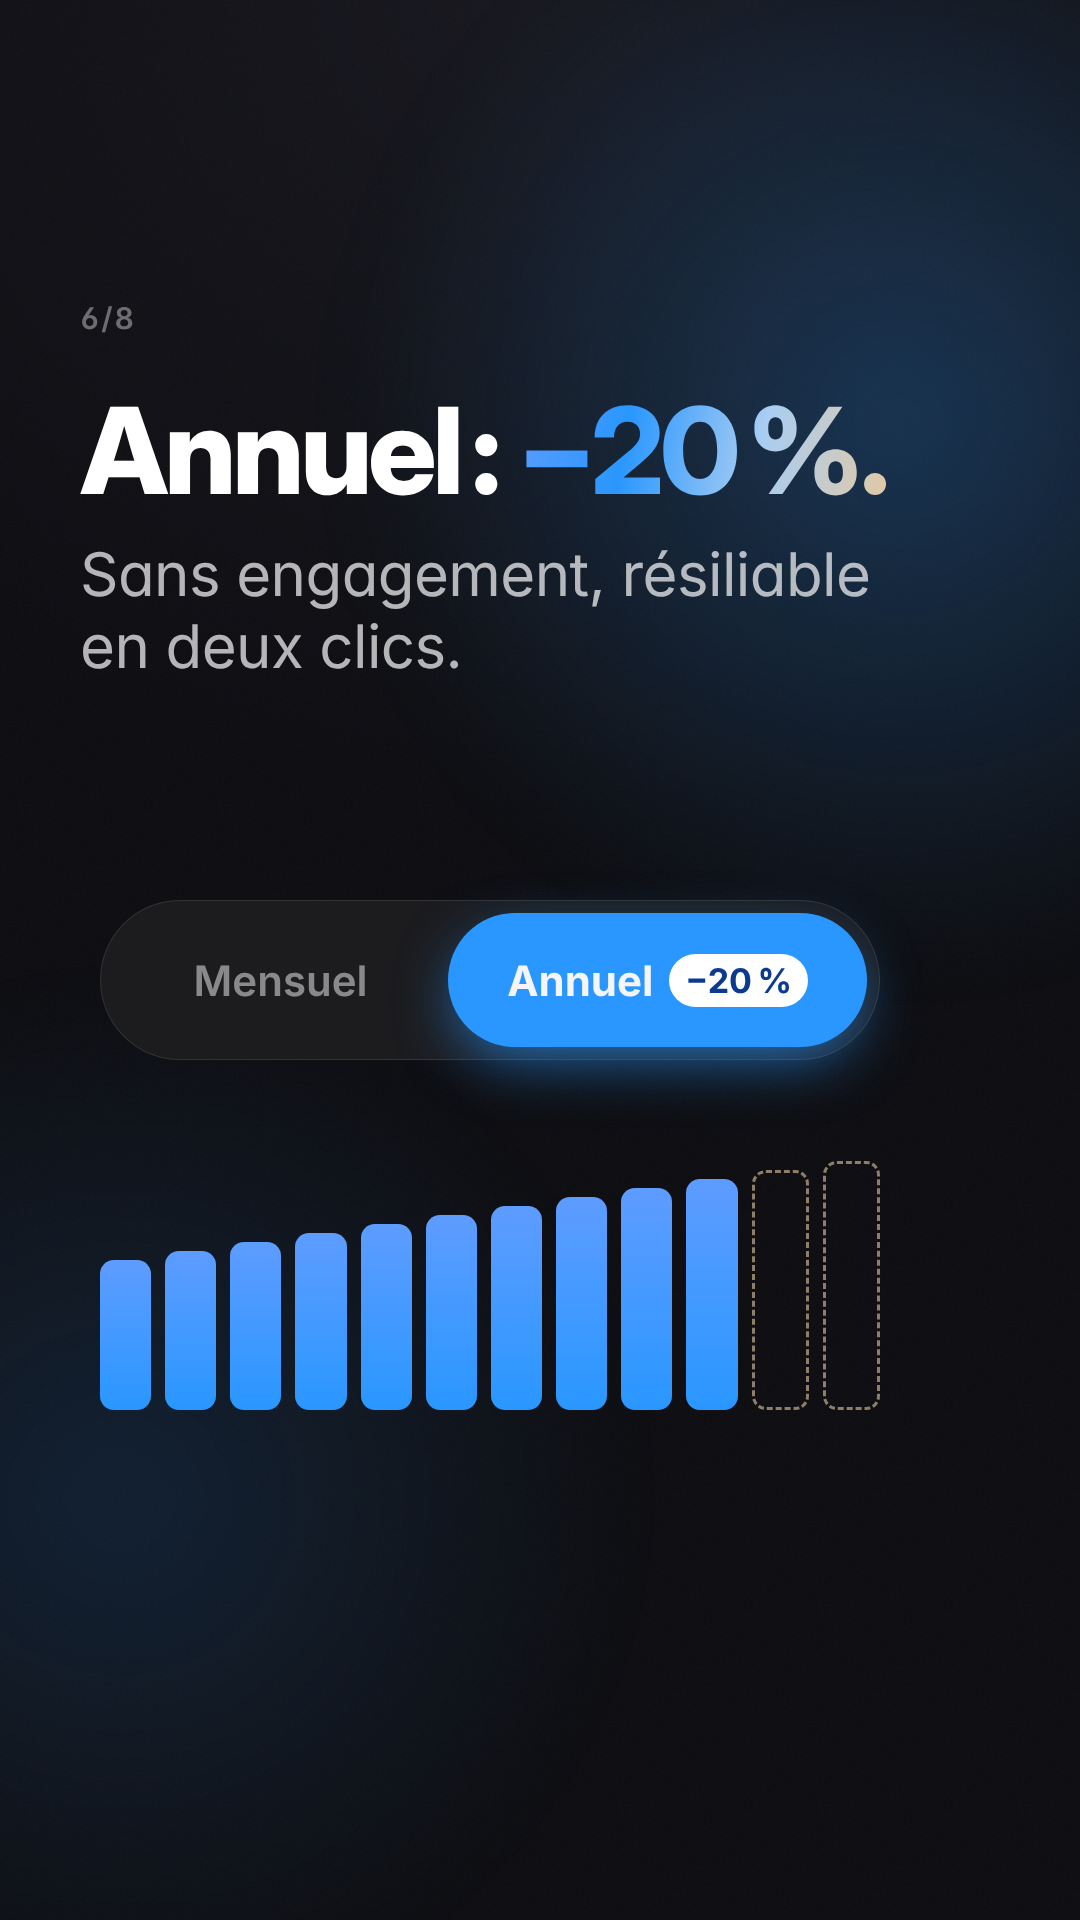 6/8
Annuel : −20 %.
Sans engagement, résiliable
en deux clics.
Mensuel
Annuel −20 %